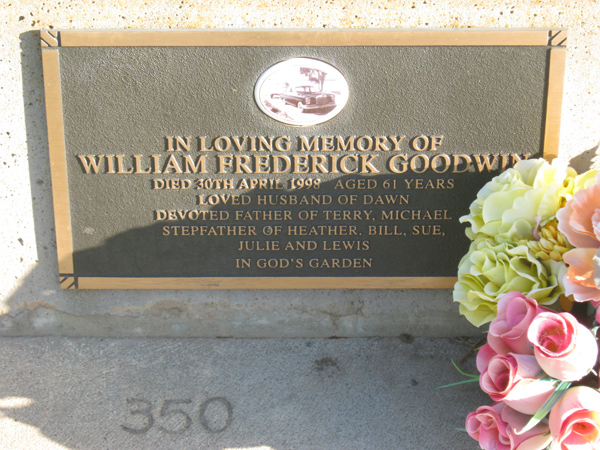 IN LOVING MEMORY OF
WILLIAM FREDERICK GOODWIN
DIED 30TH APRIL 1998 AGED 61 YEARS
LOVED HUSBAND OF DAWN
DEVOTED FATHER OF TERRY, MICHAEL
STEPFATHER OF HEATHER, BILL, SUE,
JULIE AND LEWIS
IN GOD'S GARDEN
350